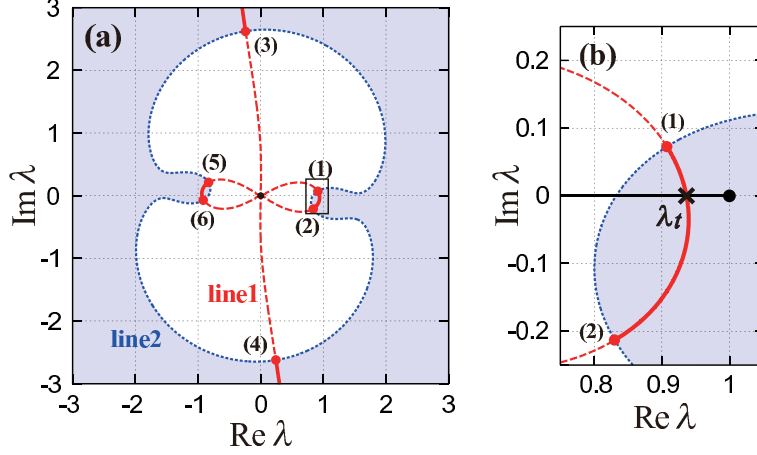 (a)
(3)
(5)
(1)
(6)
(2)
line1
line2
(4)
3
2
1
0
-1
-2
-3
-3 -2 -1 0 1 2 3
Im λ
Re λ
(b)
(1)
λt
(2)
0.2
0.1
0
-0.1
-0.2
0.8 0.9 1
Im λ
Re λ